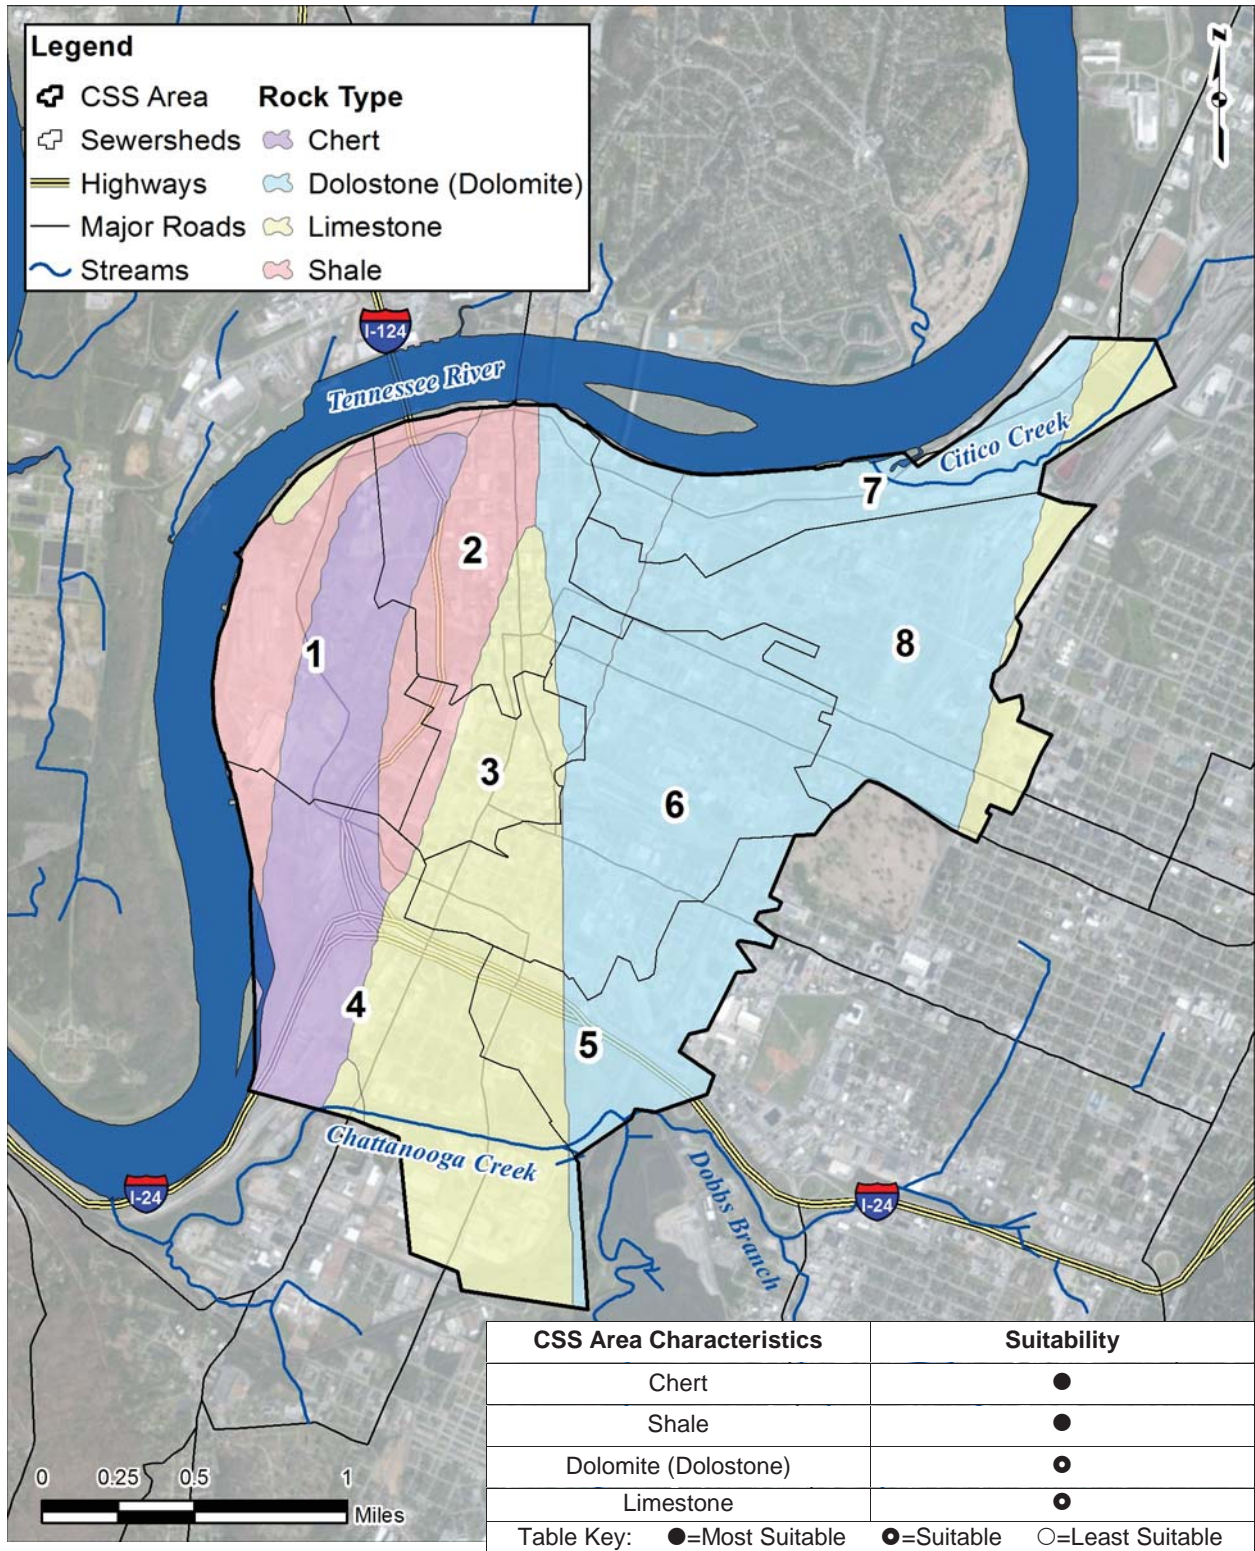 Legend
CSS Area
Rock Type
Sewersheds
Chert
Highways
Dolostone (Dolomite)
Major Roads
Limestone
Streams
Shale
N
I-124
Tennessee River
Citico Creek
7
2
8
1
3
6
4
5
Chattanooga Creek
Dobbs Branch
I-24
I-24
CSS Area Characteristics Suitability
Chert ●
Shale ●
Dolomite (Dolostone) ⭘
Limestone ⭘
Table Key: ●=Most Suitable ⭘=Suitable ○=Least Suitable
0 0.25 0.5 1
Miles